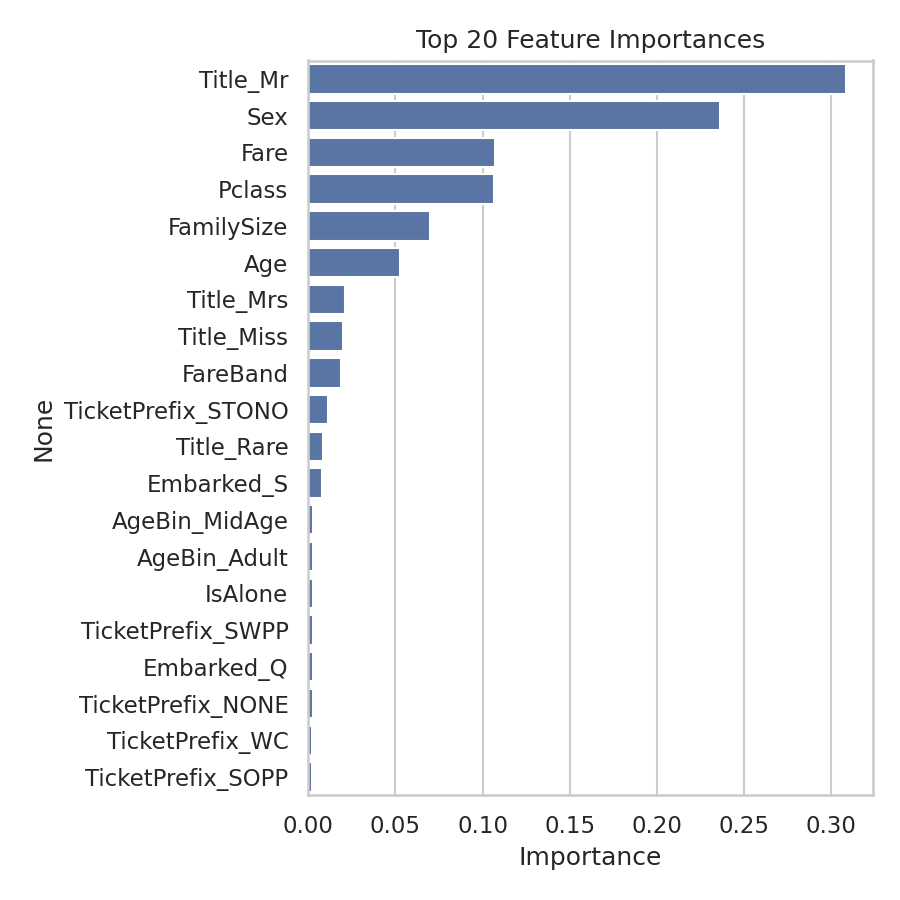 Top 20 Feature Importances
Title_Mr
Sex
Fare
Pclass
FamilySize
Age
Title_Mrs
Title_Miss
FareBand
TicketPrefix_STONO
Title_Rare
Embarked_S
AgeBin_MidAge
AgeBin_Adult
IsAlone
TicketPrefix_SWPP
Embarked_Q
TicketPrefix_NONE
TicketPrefix_WC
TicketPrefix_SOPP
None
0.00 0.05 0.10 0.15 0.20 0.25 0.30
Importance